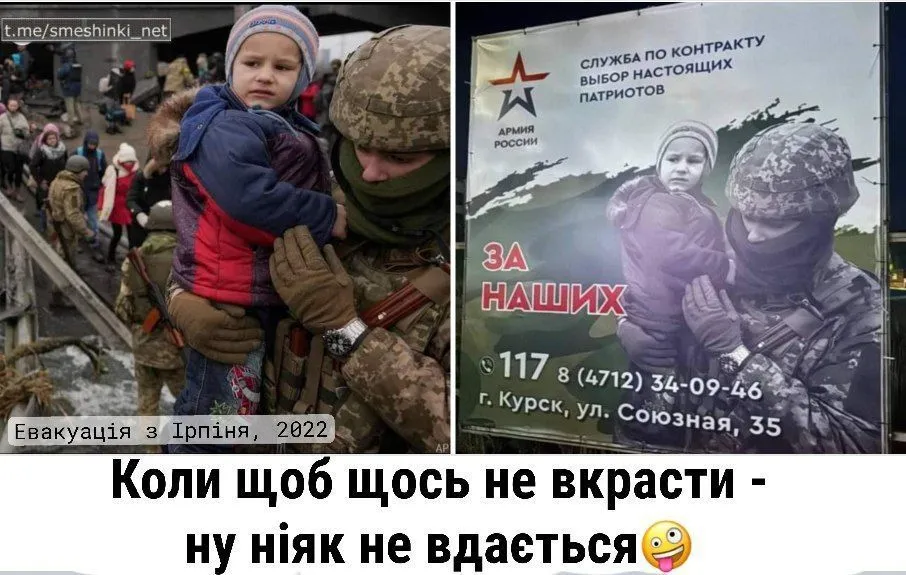 t.me/smeshinki_net
Евакуація з Ірпіня, 2022
AP
АРМИЯ
РОССИИ
СЛУЖБА ПО КОНТРАКТУ
ВЫБОР НАСТОЯЩИХ
ПАТРИОТОВ
ЗА
НАШИХ
117 8 (4712) 34-09-46
г. Курск, ул. Союзная, 35
Коли щоб щось не вкрасти -
ну ніяк не вдається🤪